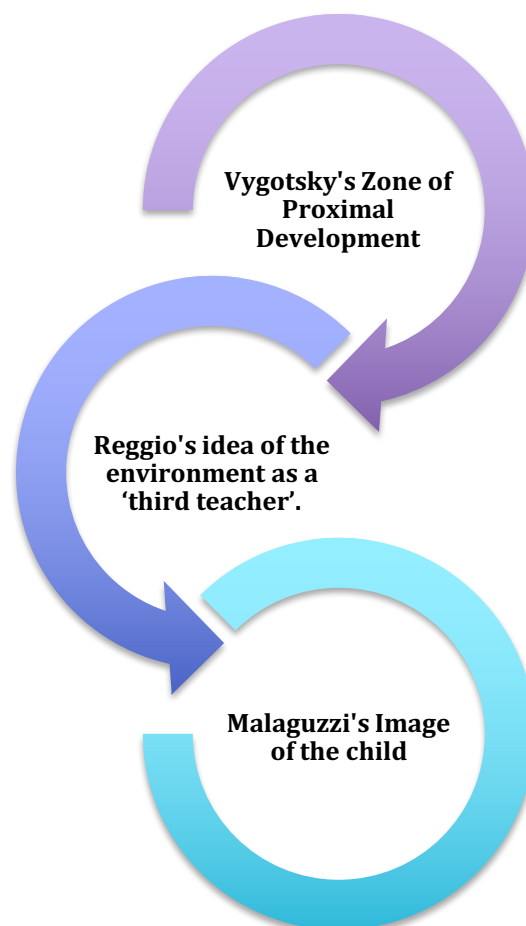 Vygotsky's Zone of
Proximal
Development
Reggio's idea of the
environment as a
‘third teacher’.
Malaguzzi's Image
of the child